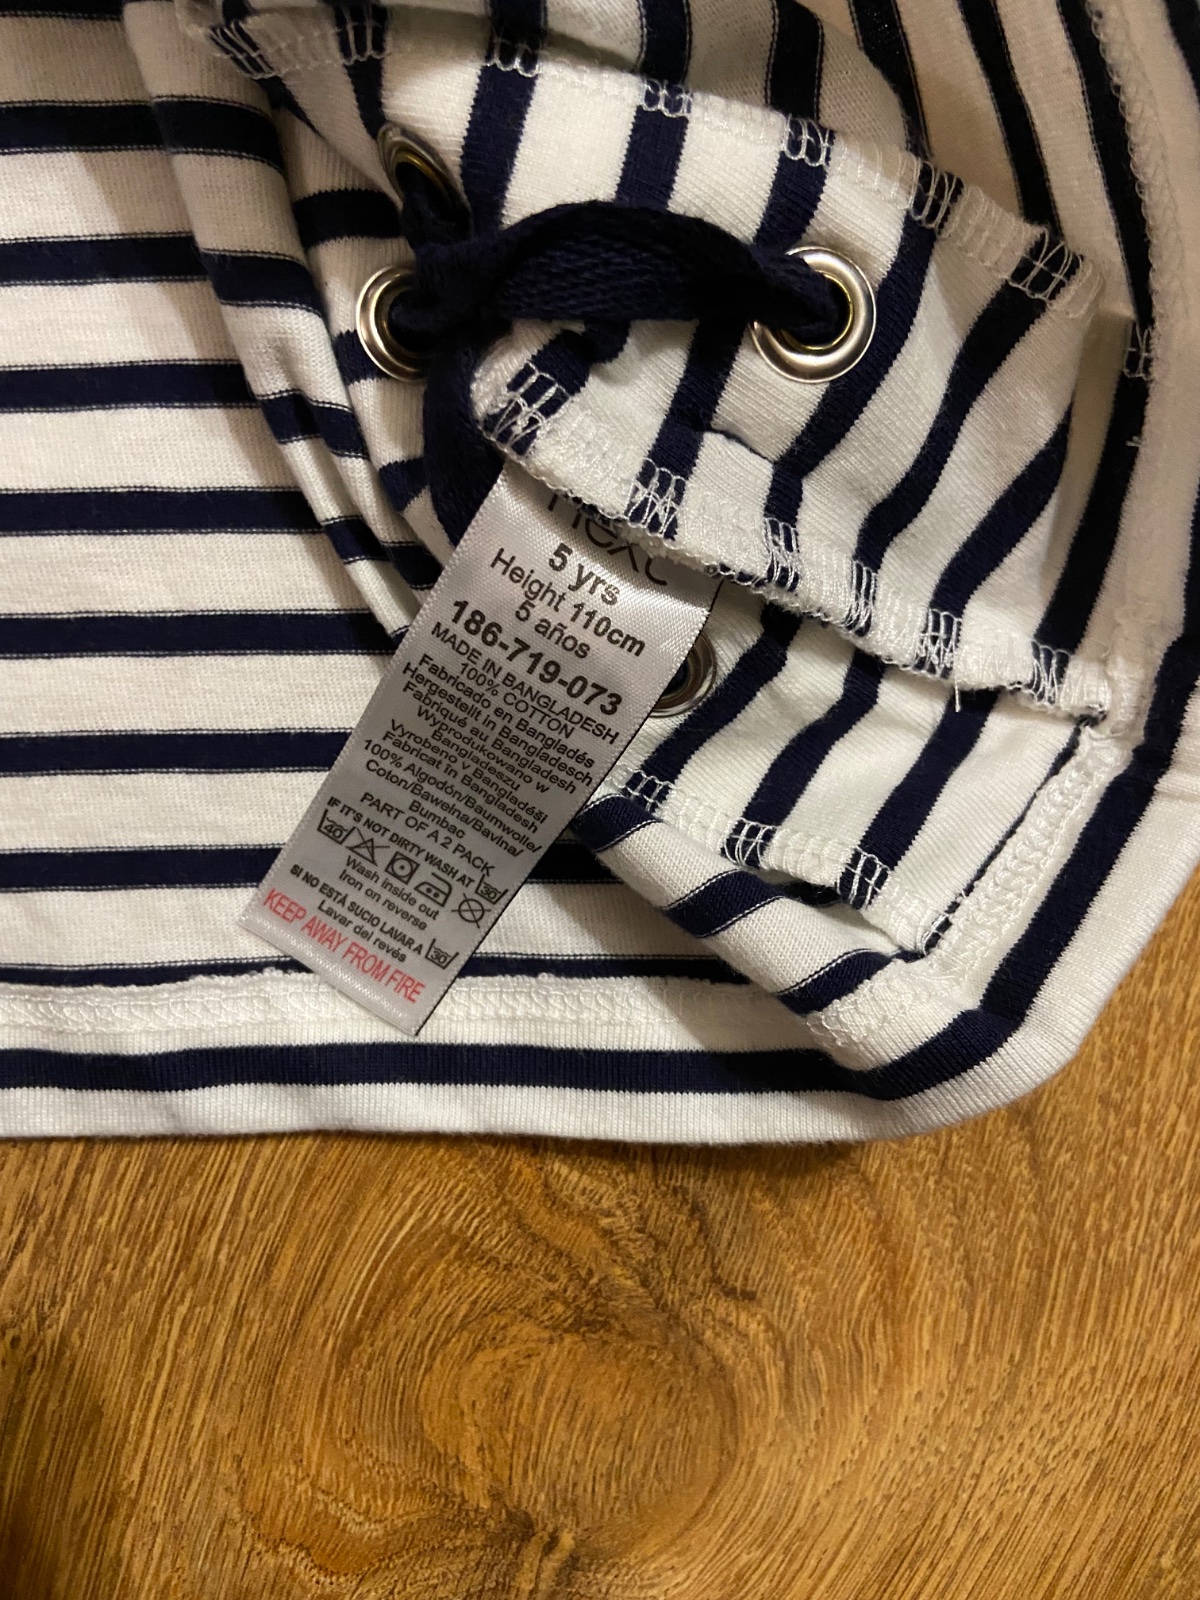 next
5 yrs
Height 110cm
5 años
186-719-073
MADE IN BANGLADESH
100% COTTON
Fabricado en Bangladés
Hergestellt in Bangladesch
Fabriqué au Bangladesh
Wyprodukowano w
Bangladeszu
Vyrobeno v Bangladéši
Fabricat în Bangladesh
100% Algodón/Baumwolle/
Coton/Bawełna/Bavlna/
Bumbac
PART OF A 2 PACK
IF IT'S NOT DIRTY WASH AT 30
40
Wash inside out
Iron on reverse
SI NO ESTÁ SUCIO LAVAR A 30
Lavar del revés
KEEP AWAY FROM FIRE